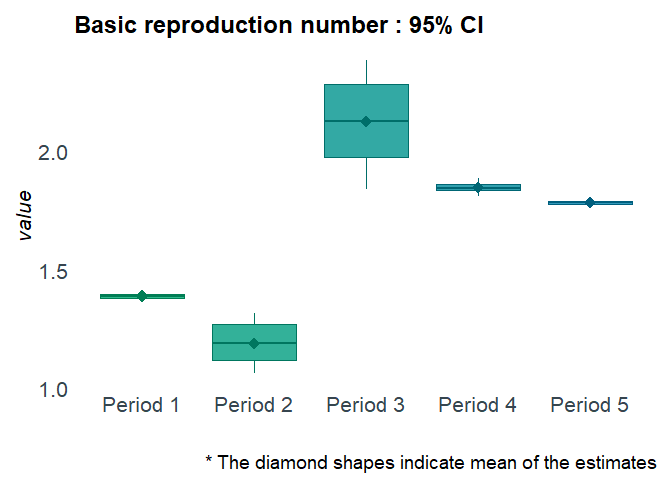 Basic reproduction number : 95% CI
value
2.0
1.5
1.0
Period 1 Period 2 Period 3 Period 4 Period 5
* The diamond shapes indicate mean of the estimates